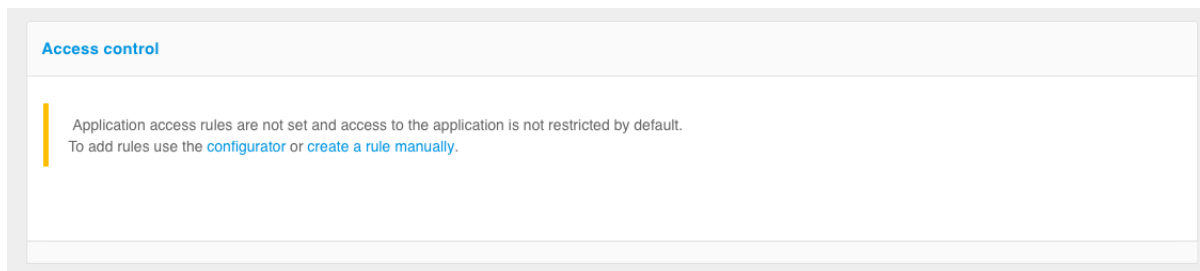 Access control
Application access rules are not set and access to the application is not restricted by default.
To add rules use the configurator or create a rule manually.